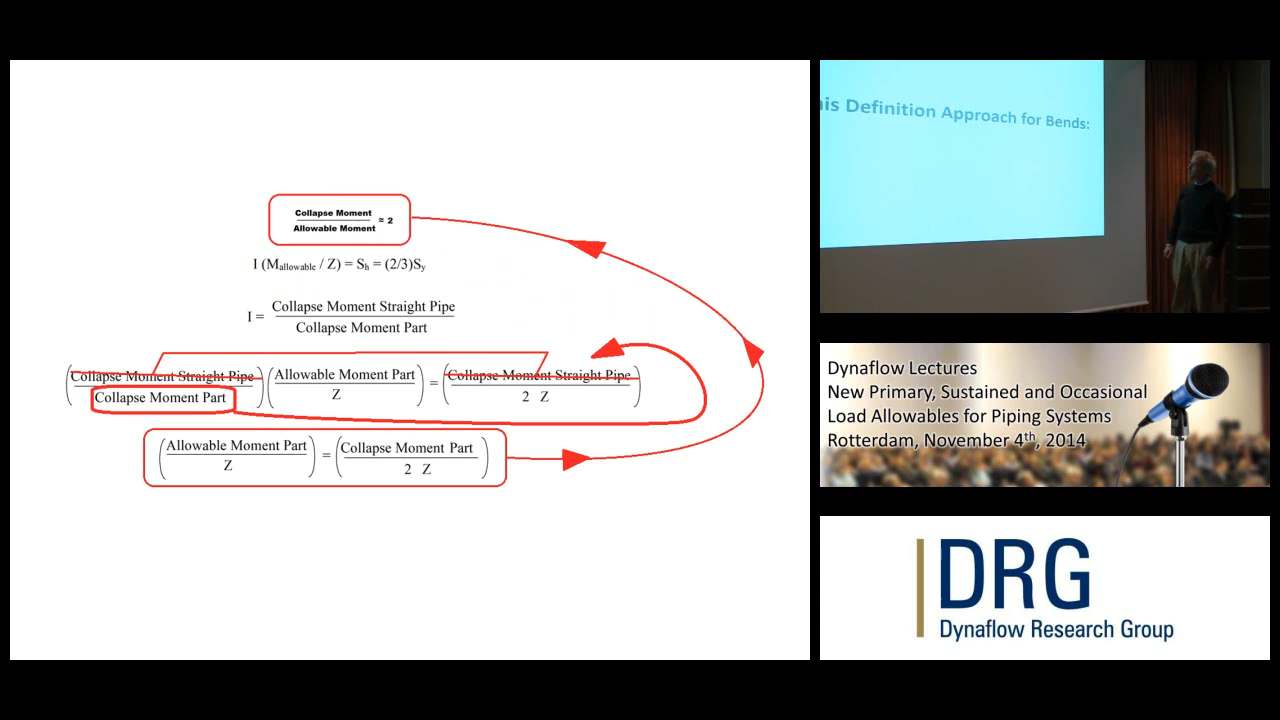 Collapse Moment
Allowable Moment
≈ 2
I (Mallowable / Z) = Sh = (2/3)Sy
I = Collapse Moment Straight Pipe
Collapse Moment Part
(Collapse Moment Straight Pipe) (Allowable Moment Part) = (Collapse Moment Straight Pipe)
Collapse Moment Part Z 2 Z
(Allowable Moment Part) = (Collapse Moment Part)
Z 2 Z
his Definition Approach for Bends:
Dynaflow Lectures
New Primary, Sustained and Occasional
Load Allowables for Piping Systems
Rotterdam, November 4th, 2014
DRG
Dynaflow Research Group